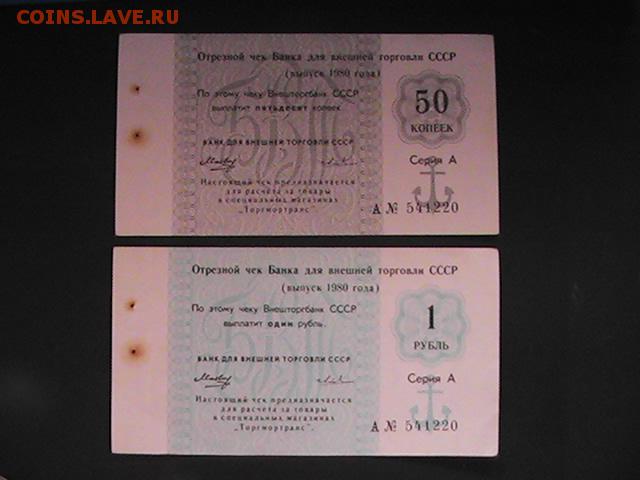 COINS.LAVE.RU
Отрезной чек Банка для внешней торговли СССР
(выпуск 1980 года)
По этому чеку Внешторгбанк СССР
выплатит пятьдесят копеек
50
КОПЕЕК
БАНК ДЛЯ ВНЕШНЕЙ ТОРГОВЛИ СССР
Серия А
Настоящий чек предназначается
для расчета за товары
в специальных магазинах
"Торгмортранс".
А № 541220
Отрезной чек Банка для внешней торговли СССР
(выпуск 1980 года)
По этому чеку Внешторгбанк СССР
выплатит один рубль.
1
РУБЛЬ
БАНК ДЛЯ ВНЕШНЕЙ ТОРГОВЛИ СССР
Серия А
Настоящий чек предназначается
для расчета за товары
в специальных магазинах
"Торгмортранс".
А № 541220